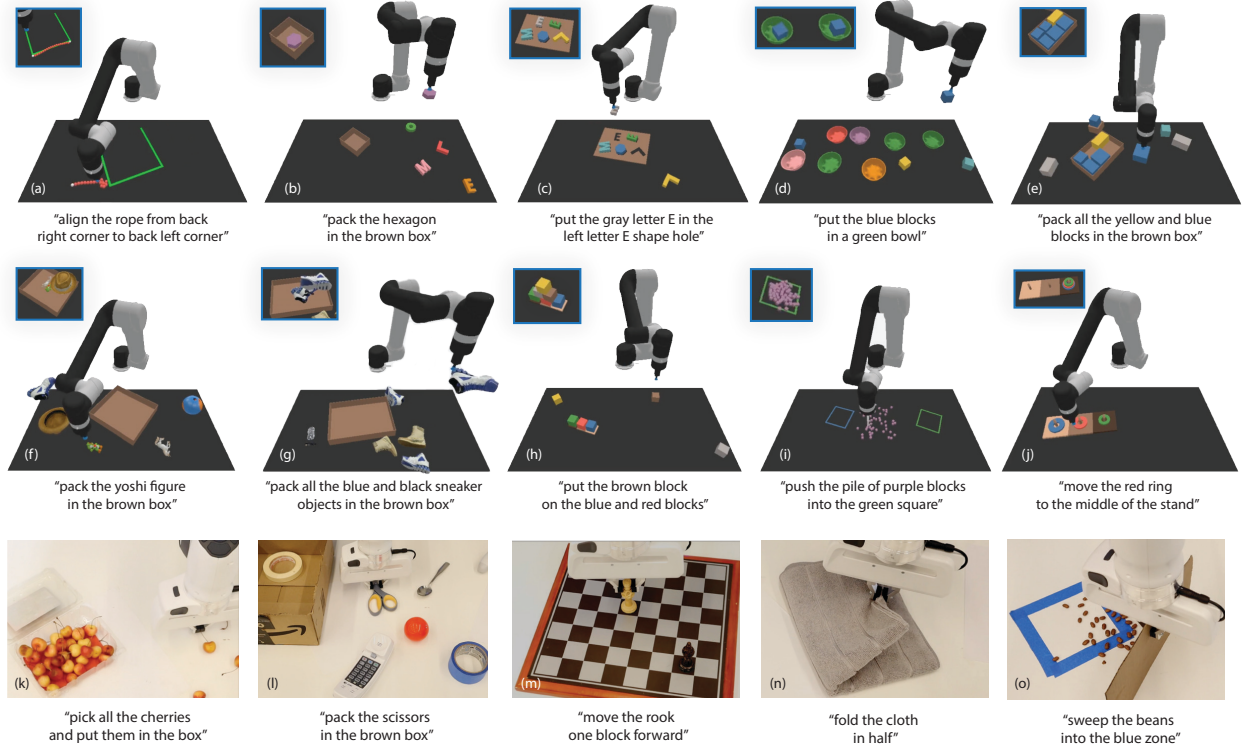 (a)
(b)
(c)
(d)
(e)
“align the rope from back
right corner to back left corner”
“pack the hexagon
in the brown box”
“put the gray letter E in the
left letter E shape hole”
“put the blue blocks
in a green bowl”
“pack all the yellow and blue
blocks in the brown box”
(f)
(g)
(h)
(i)
(j)
“pack the yoshi figure
in the brown box”
“pack all the blue and black sneaker
objects in the brown box”
“put the brown block
on the blue and red blocks”
“push the pile of purple blocks
into the green square”
“move the red ring
to the middle of the stand”
(k)
(l)
(m)
(n)
(o)
“pick all the cherries
and put them in the box”
“pack the scissors
in the brown box”
“move the rook
one block forward”
“fold the cloth
in half”
“sweep the beans
into the blue zone”